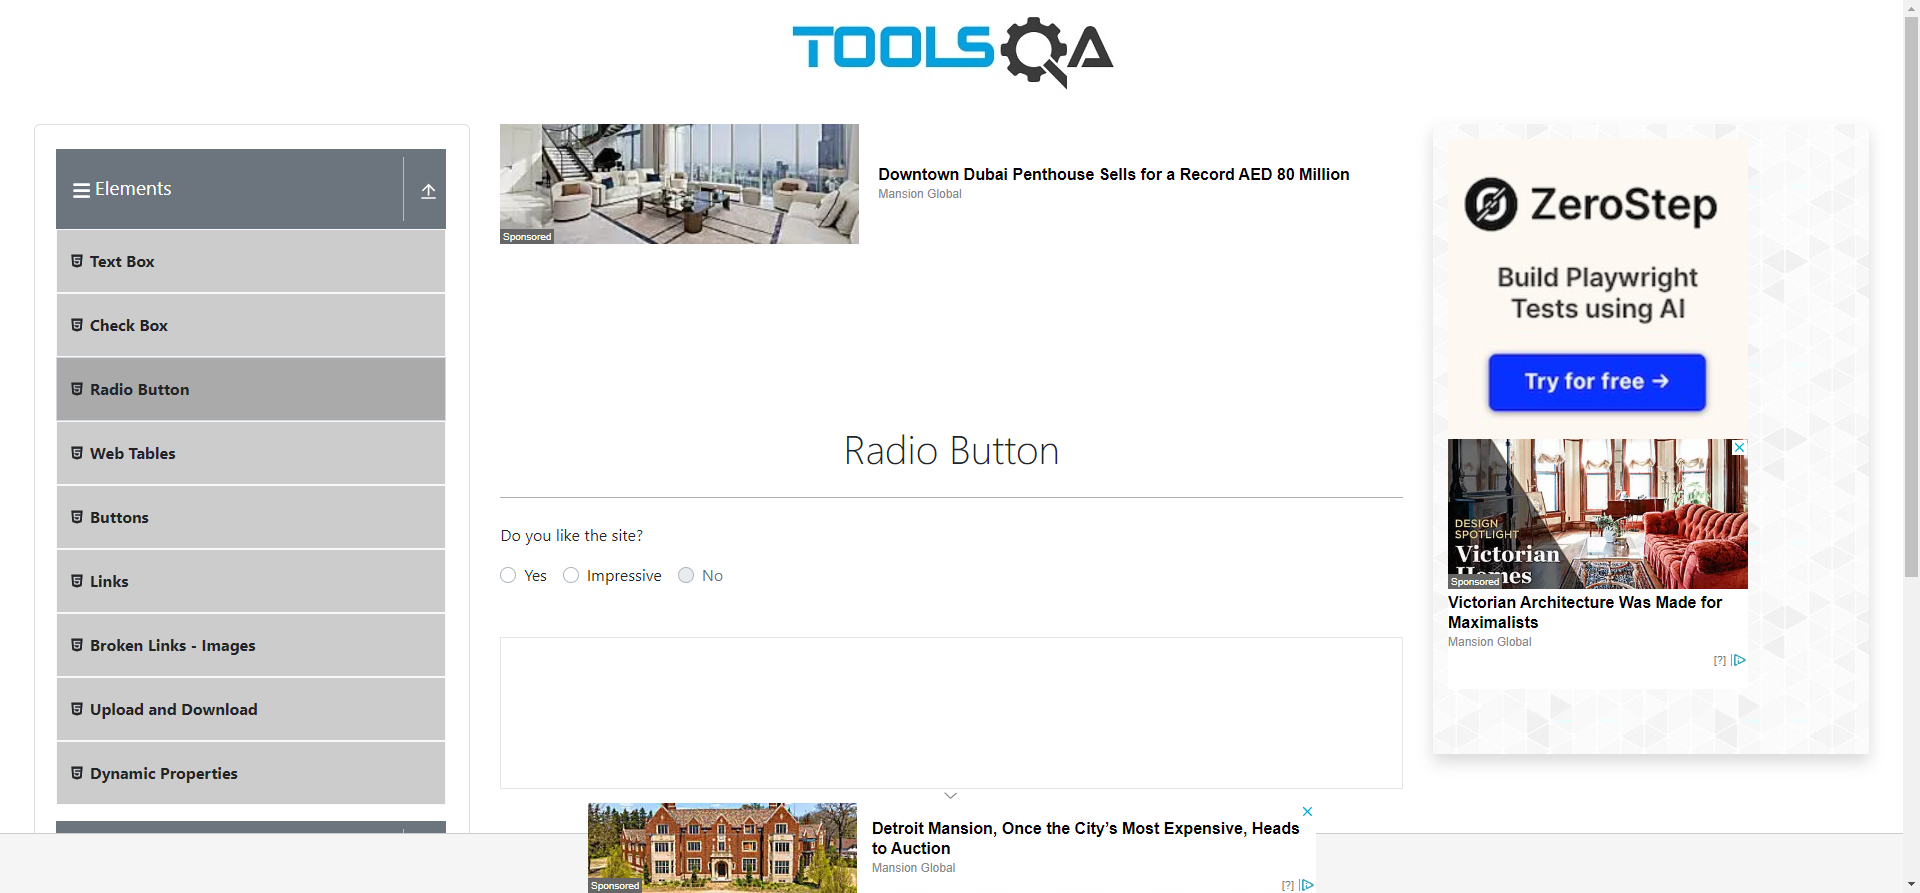 TOOLSQA
Elements
Text Box
Check Box
Radio Button
Web Tables
Buttons
Links
Broken Links - Images
Upload and Download
Dynamic Properties
Sponsored
Downtown Dubai Penthouse Sells for a Record AED 80 Million
Mansion Global
Radio Button
Do you like the site?
Yes Impressive No
ZeroStep
Build Playwright
Tests using AI
Try for free →
DESIGN
SPOTLIGHT
Victorian
Homes
Sponsored
Victorian Architecture Was Made for
Maximalists
Mansion Global
[?]
Sponsored
Detroit Mansion, Once the City’s Most Expensive, Heads
to Auction
Mansion Global
[?]